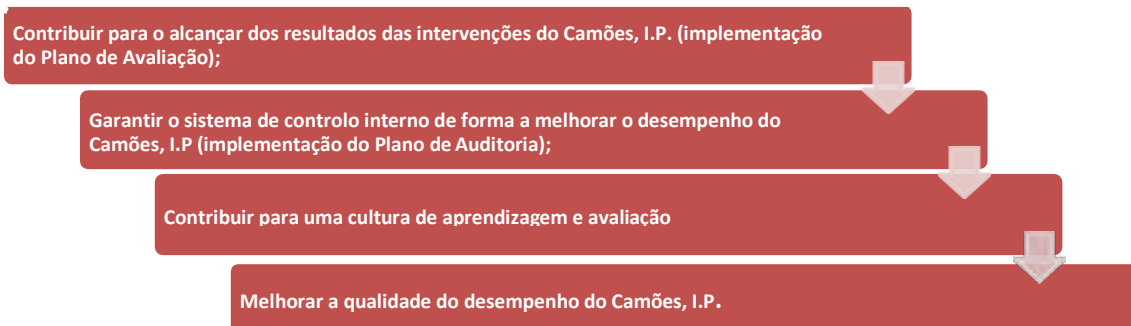 Contribuir para o alcançar dos resultados das intervenções do Camões, I.P. (implementação
do Plano de Avaliação);
Garantir o sistema de controlo interno de forma a melhorar o desempenho do
Camões, I.P (implementação do Plano de Auditoria);
Contribuir para uma cultura de aprendizagem e avaliação
Melhorar a qualidade do desempenho do Camões, I.P.